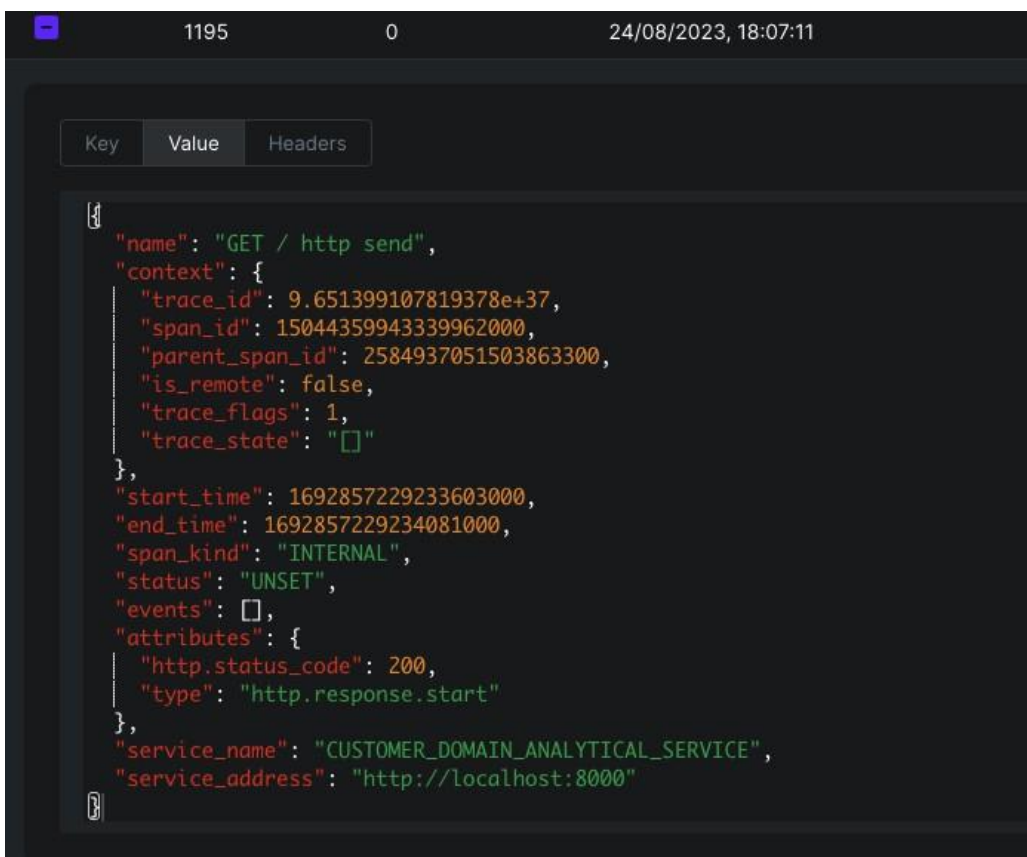 1195 0 24/08/2023, 18:07:11
Key Value Headers
{
"name": "GET / http send",
"context": {
"trace_id": 9.651399107819378e+37,
"span_id": 15044359943339962000,
"parent_span_id": 2584937051503863300,
"is_remote": false,
"trace_flags": 1,
"trace_state": "[]"
},
"start_time": 1692857229233603000,
"end_time": 1692857229234081000,
"span_kind": "INTERNAL",
"status": "UNSET",
"events": [],
"attributes": {
"http.status_code": 200,
"type": "http.response.start"
},
"service_name": "CUSTOMER_DOMAIN_ANALYTICAL_SERVICE",
"service_address": "http://localhost:8000"
}